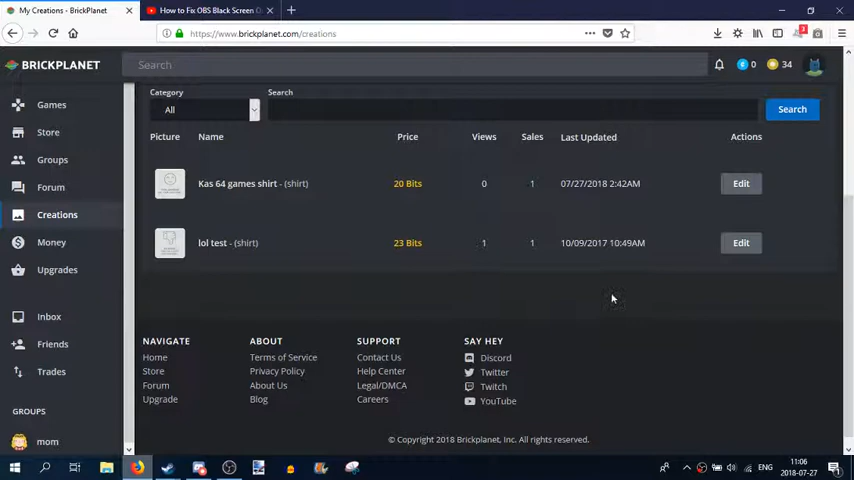 My Creations - BrickPlanet
How to Fix OBS Black Screen
https://www.brickplanet.com/creations
3
BRICKPLANET
Search
0
34
Games
Store
Groups
Forum
Creations
Money
Upgrades
Inbox
Friends
Trades
GROUPS
mom
Category
Search
All
Search
Picture Name Price Views Sales Last Updated Actions
Kas 64 games shirt - (shirt) 20 Bits 0 1 07/27/2018 2:42AM Edit
lol test - (shirt) 23 Bits 1 1 10/09/2017 10:49AM Edit
NAVIGATE ABOUT SUPPORT SAY HEY
Home Terms of Service Contact Us Discord
Store Privacy Policy Help Center Twitter
Forum About Us Legal/DMCA Twitch
Upgrade Blog Careers YouTube
© Copyright 2018 Brickplanet, Inc. All rights reserved.
ENG
11:06
2018-07-27
1